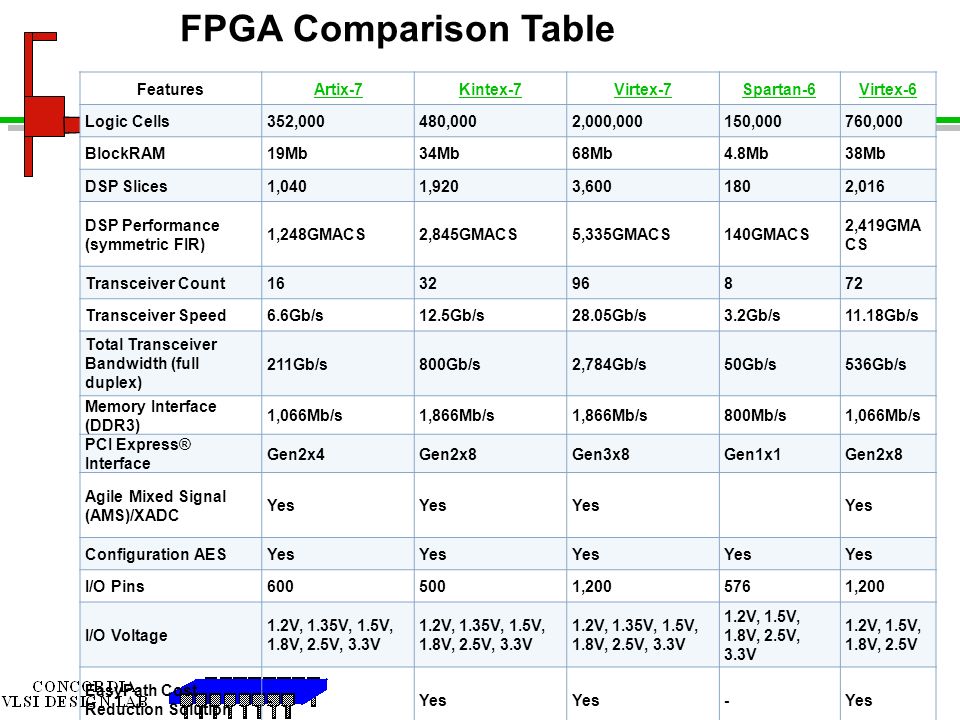 FPGA Comparison Table
Features Artix-7 Kintex-7 Virtex-7 Spartan-6 Virtex-6
Logic Cells 352,000 480,000 2,000,000 150,000 760,000
BlockRAM 19Mb 34Mb 68Mb 4.8Mb 38Mb
DSP Slices 1,040 1,920 3,600 180 2,016
DSP Performance
(symmetric FIR) 1,248GMACS 2,845GMACS 5,335GMACS 140GMACS 2,419GMA
CS
Transceiver Count 16 32 96 8 72
Transceiver Speed 6.6Gb/s 12.5Gb/s 28.05Gb/s 3.2Gb/s 11.18Gb/s
Total Transceiver
Bandwidth (full
duplex) 211Gb/s 800Gb/s 2,784Gb/s 50Gb/s 536Gb/s
Memory Interface
(DDR3) 1,066Mb/s 1,866Mb/s 1,866Mb/s 800Mb/s 1,066Mb/s
PCI Express®
Interface Gen2x4 Gen2x8 Gen3x8 Gen1x1 Gen2x8
Agile Mixed Signal
(AMS)/XADC Yes Yes Yes Yes
Configuration AES Yes Yes Yes Yes Yes
I/O Pins 600 500 1,200 576 1,200
I/O Voltage 1.2V, 1.35V, 1.5V,
1.8V, 2.5V, 3.3V 1.2V, 1.35V, 1.5V,
1.8V, 2.5V, 3.3V 1.2V, 1.35V, 1.5V,
1.8V, 2.5V, 3.3V 1.2V, 1.5V,
1.8V, 2.5V,
3.3V 1.2V, 1.5V,
1.8V, 2.5V
EasyPath Cost
Reduction Solution - Yes Yes - Yes
CONCORDIA
VLSI DESIGN LAB